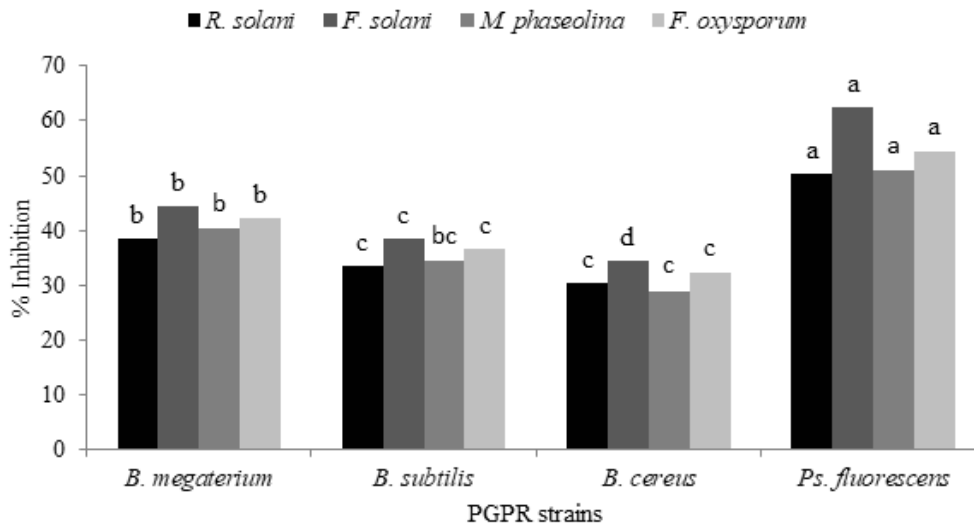 R. solani F. solani M. phaseolina F. oxysporum
70
60
50
40
30
20
10
0
% Inhibition
b b b b
c c bc c
c d c c
a a a a
B. megaterium B. subtilis B. cereus Ps. fluorescens
PGPR strains